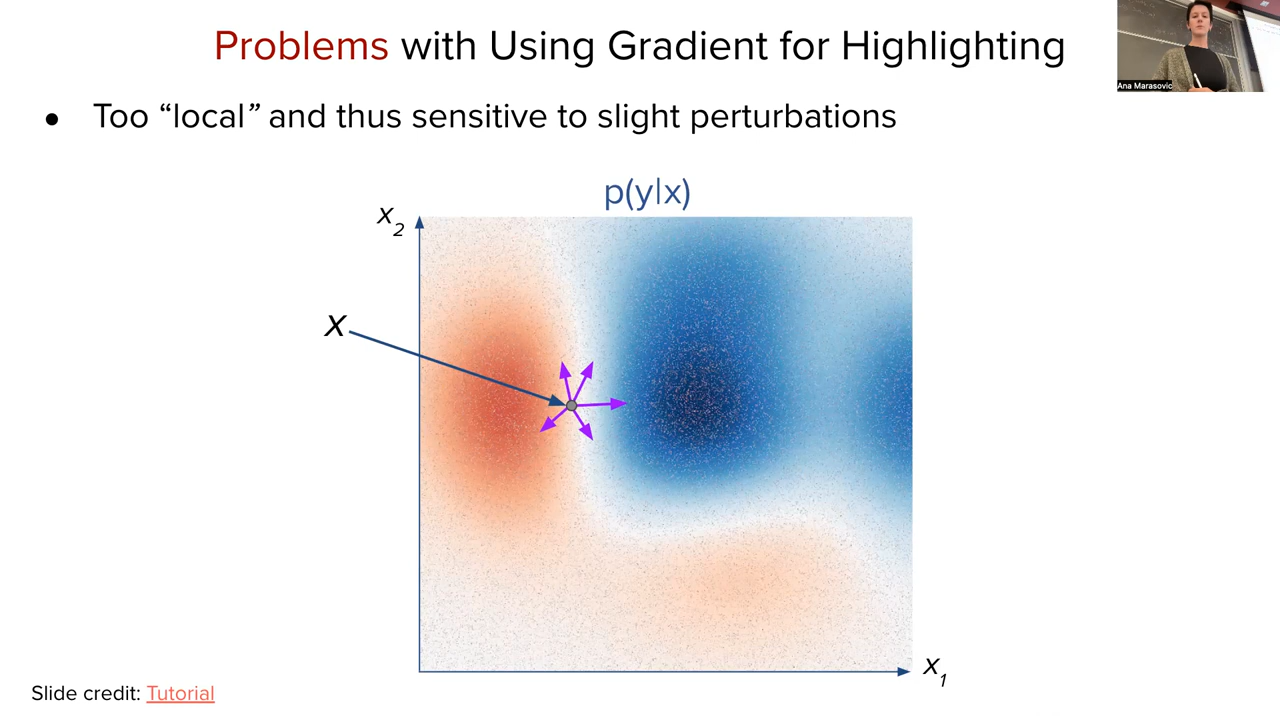 Problems with Using Gradient for Highlighting
Ana Marasovic
● Too “local” and thus sensitive to slight perturbations
p(y|x)
x2
x
x1
Slide credit: Tutorial